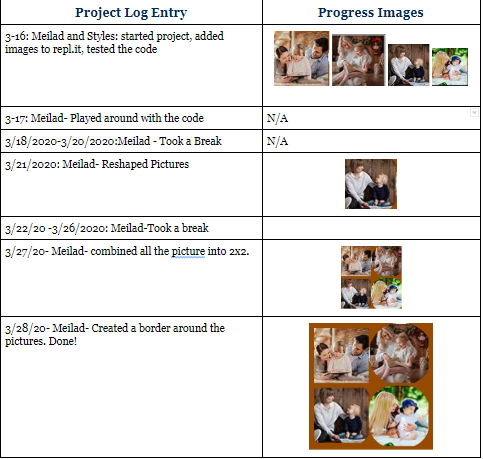 Project Log Entry
Progress Images
3-16: Meilad and Styles: started project, added
images to repl.it, tested the code
3-17: Meilad- Played around with the code
N/A
3/18/2020-3/20/2020:Meilad - Took a Break
N/A
3/21/2020: Meilad- Reshaped Pictures
3/22/20 -3/26/2020: Meilad-Took a break
3/27/20- Meilad- combined all the picture into 2x2.
3/28/20- Meilad- Created a border around the
pictures. Done!